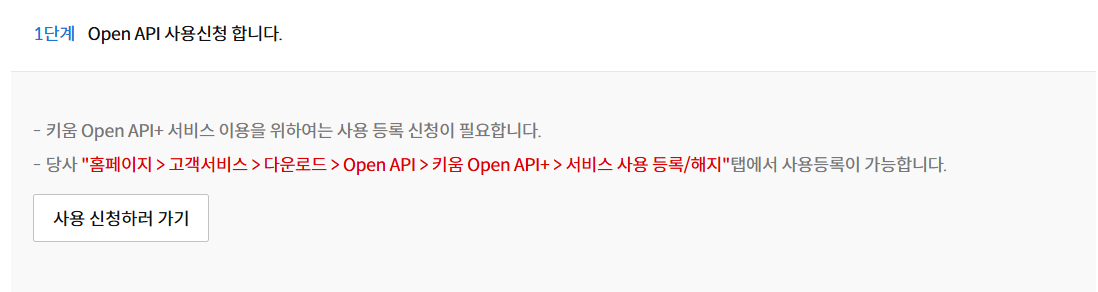 1단계 Open API 사용신청 합니다.
- 키움 Open API+ 서비스 이용을 위하여는 사용 등록 신청이 필요합니다.
- 당사 "홈페이지 > 고객서비스 > 다운로드 > Open API > 키움 Open API+ > 서비스 사용 등록/해지"탭에서 사용등록이 가능합니다.
사용 신청하러 가기